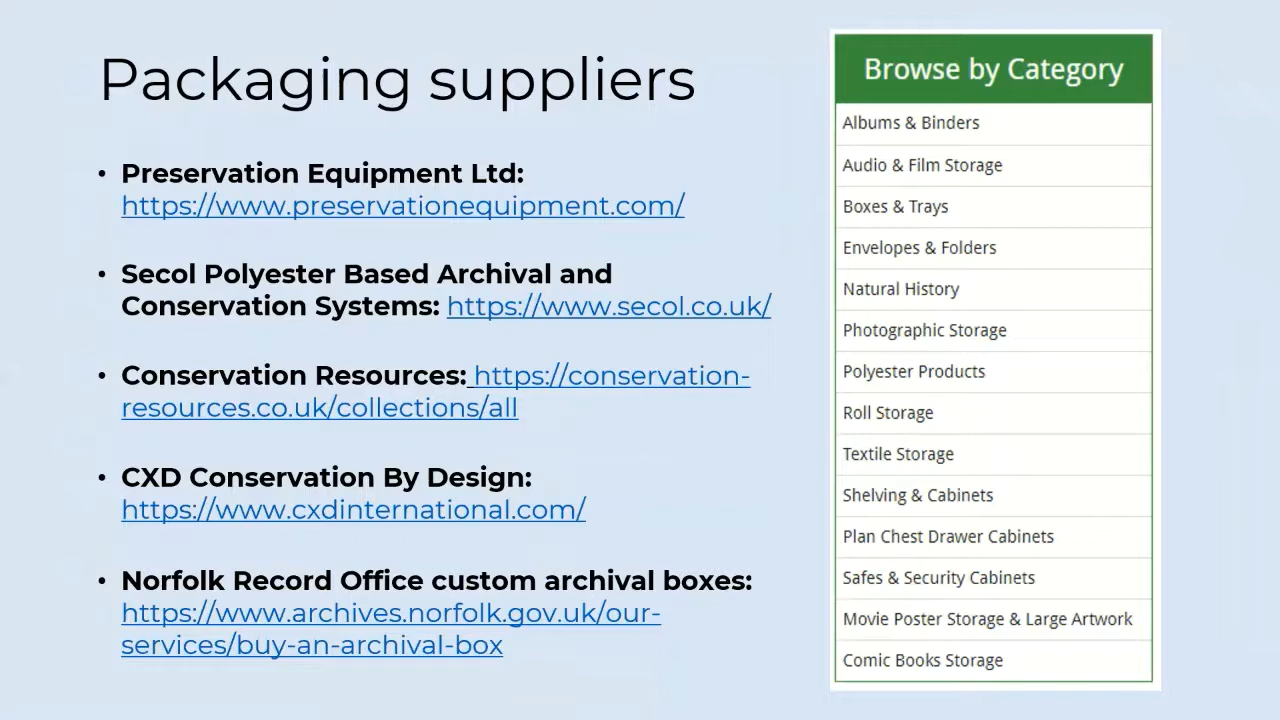 Packaging suppliers
• Preservation Equipment Ltd:
https://www.preservationequipment.com/
• Secol Polyester Based Archival and
Conservation Systems: https://www.secol.co.uk/
• Conservation Resources: https://conservation-
resources.co.uk/collections/all
• CXD Conservation By Design:
https://www.cxdinternational.com/
• Norfolk Record Office custom archival boxes:
https://www.archives.norfolk.gov.uk/our-
services/buy-an-archival-box
Browse by Category
Albums & Binders
Audio & Film Storage
Boxes & Trays
Envelopes & Folders
Natural History
Photographic Storage
Polyester Products
Roll Storage
Textile Storage
Shelving & Cabinets
Plan Chest Drawer Cabinets
Safes & Security Cabinets
Movie Poster Storage & Large Artwork
Comic Books Storage